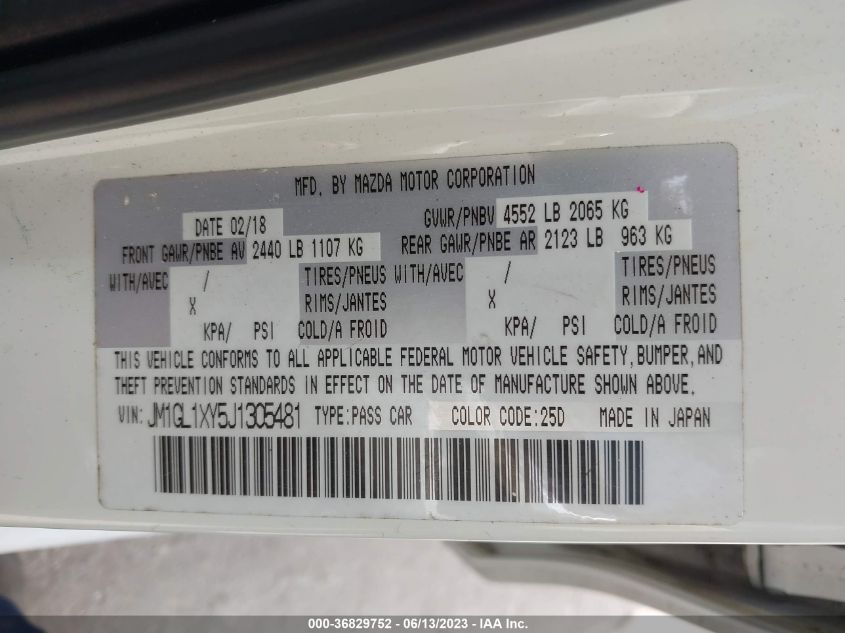 MFD. BY MAZDA MOTOR CORPORATION
DATE 02/18 GVWR/PNBV 4552 LB 2065 KG
FRONT GAWR/PNBE AV 2440 LB 1107 KG REAR GAWR/PNBE AR 2123 LB 963 KG
WITH/AVEC / TIRES/PNEUS WITH/AVEC / TIRES/PNEUS
X RIMS/JANTES X RIMS/JANTES
KPA/ PSI COLD/A FROID KPA/ PSI COLD/A FROID
THIS VEHICLE CONFORMS TO ALL APPLICABLE FEDERAL MOTOR VEHICLE SAFETY, BUMPER, AND
THEFT PREVENTION STANDARDS IN EFFECT ON THE DATE OF MANUFACTURE SHOWN ABOVE.
VIN: JM1GL1XY5J1305481 TYPE:PASS CAR COLOR CODE:25D MADE IN JAPAN
000-36829752 - 06/13/2023 - IAA Inc.